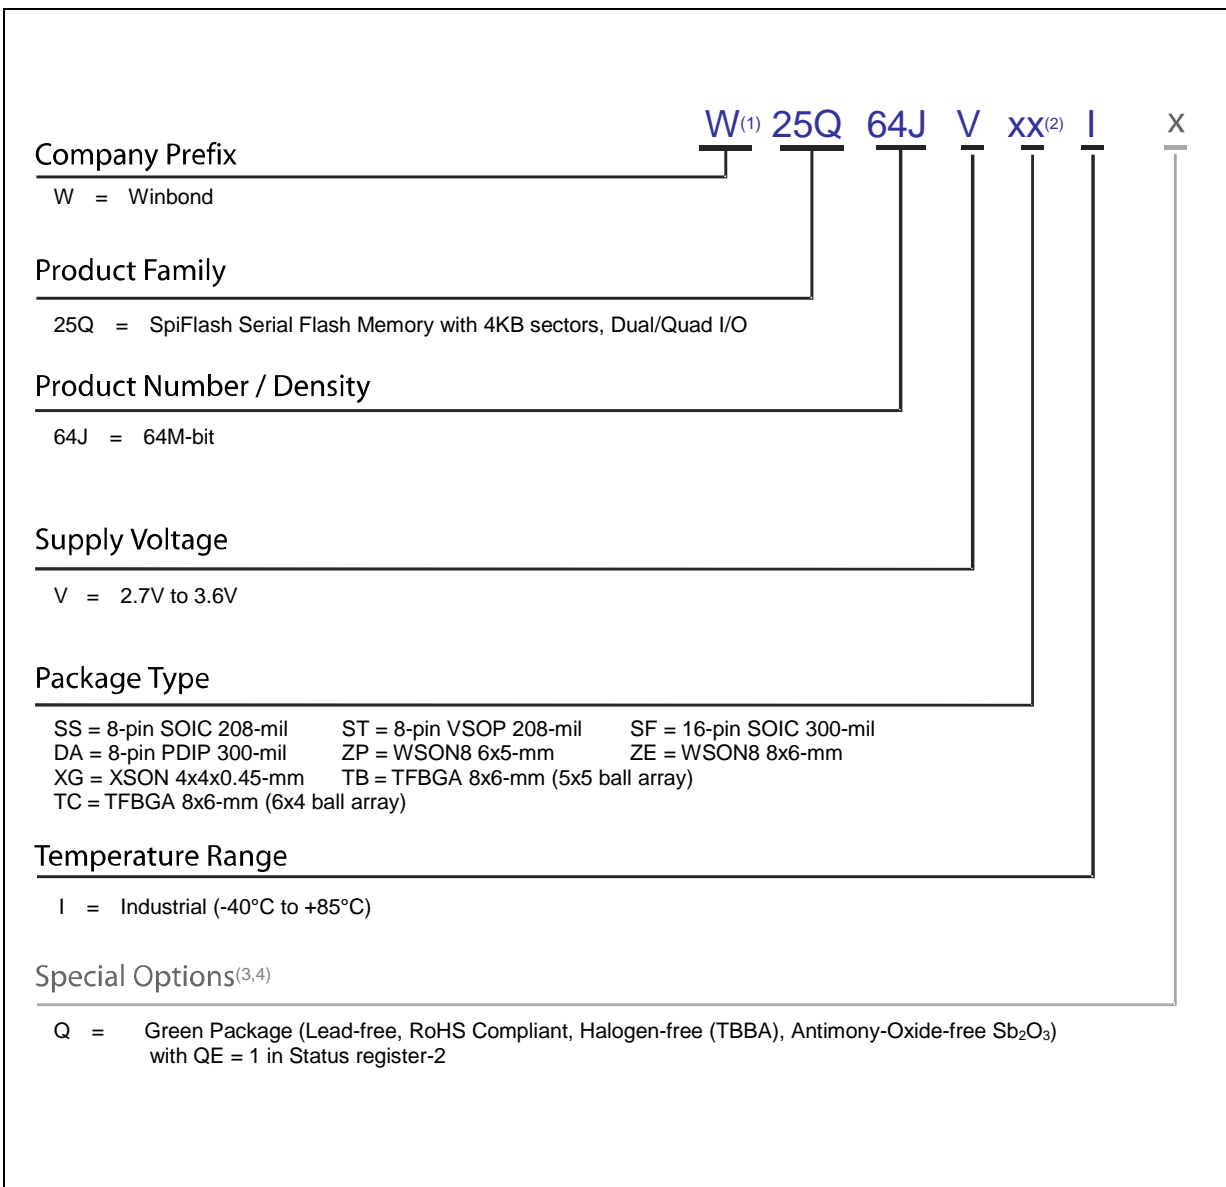 W(1) 25Q 64J V xx(2) I x
Company Prefix
W = Winbond
Product Family
25Q = SpiFlash Serial Flash Memory with 4KB sectors, Dual/Quad I/O
Product Number / Density
64J = 64M-bit
Supply Voltage
V = 2.7V to 3.6V
Package Type
SS = 8-pin SOIC 208-mil ST = 8-pin VSOP 208-mil SF = 16-pin SOIC 300-mil
DA = 8-pin PDIP 300-mil ZP = WSON8 6x5-mm ZE = WSON8 8x6-mm
XG = XSON 4x4x0.45-mm TB = TFBGA 8x6-mm (5x5 ball array)
TC = TFBGA 8x6-mm (6x4 ball array)
Temperature Range
I = Industrial (-40°C to +85°C)
Special Options(3,4)
Q = Green Package (Lead-free, RoHS Compliant, Halogen-free (TBBA), Antimony-Oxide-free Sb₂O₃)
with QE = 1 in Status register-2